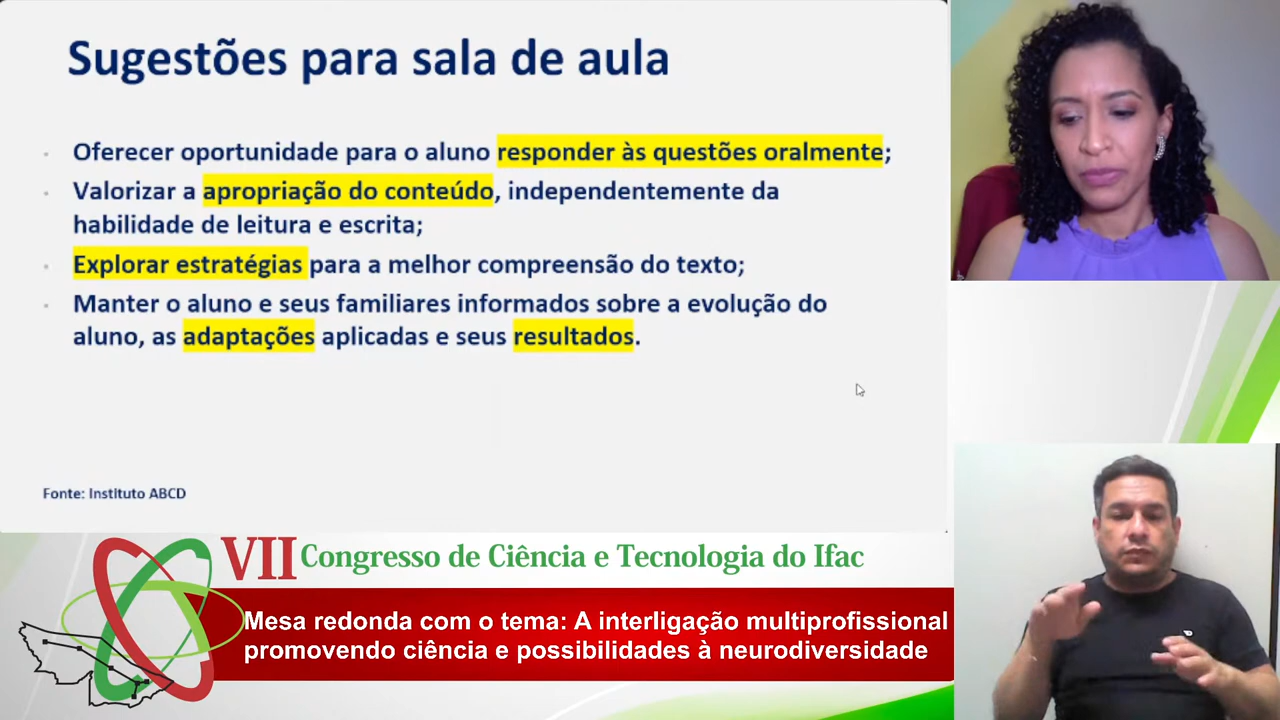 Sugestões para sala de aula
Oferecer oportunidade para o aluno responder às questões oralmente;
Valorizar a apropriação do conteúdo, independentemente da
habilidade de leitura e escrita;
Explorar estratégias para a melhor compreensão do texto;
Manter o aluno e seus familiares informados sobre a evolução do
aluno, as adaptações aplicadas e seus resultados.
Fonte: Instituto ABCD
VII Congresso de Ciência e Tecnologia do Ifac
Mesa redonda com o tema: A interligação multiprofissional
promovendo ciência e possibilidades à neurodiversidade